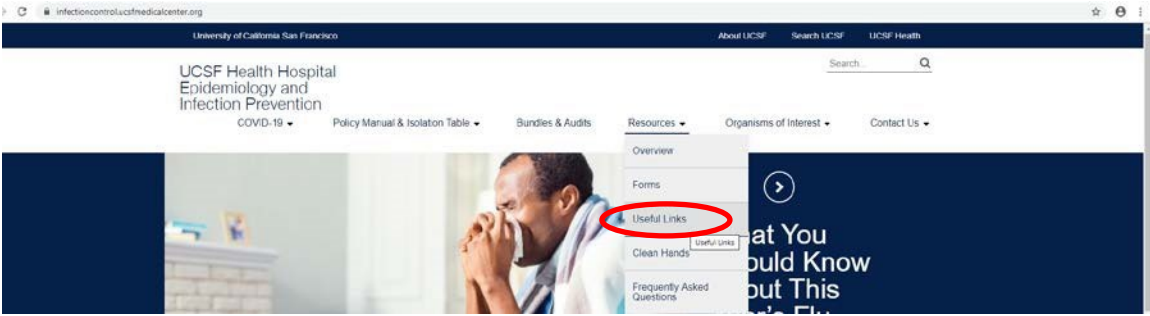 infectioncontrol.ucsfmedicalcenter.org
University of California San Francisco
About UCSF Search UCSF UCSF Health
Search...
UCSF Health Hospital
Epidemiology and
Infection Prevention
COVID-19 Policy Manual & Isolation Table Bundles & Audits Resources Organisms of Interest Contact Us
Overview
Forms
Useful Links
Useful Links
Clean Hands
Frequently Asked
Questions
at You
ould Know
out This
ar's Flu